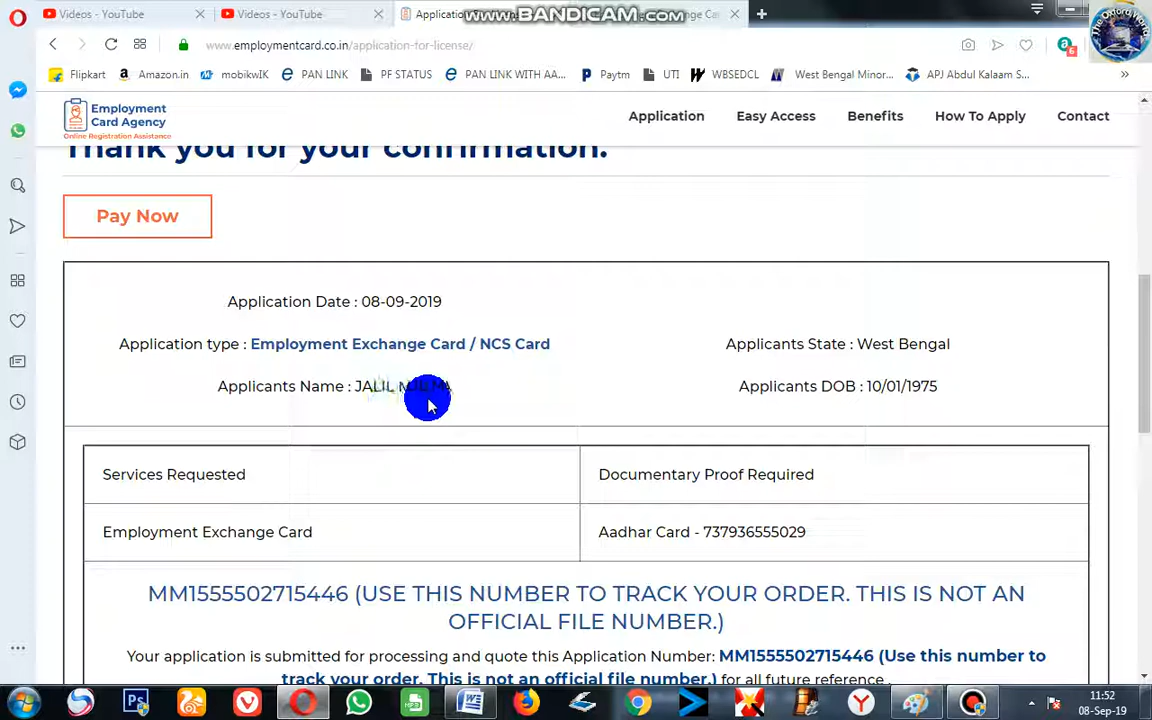 Videos - YouTube
Videos - YouTube
Application
www.BANDICAM.com
www.employmentcard.co.in/application-for-license/
Flipkart
Amazon.in
mobikwIK
PAN LINK
PF STATUS
PAN LINK WITH AA...
Paytm
UTI
WBSEDCL
West Bengal Minor...
APJ Abdul Kalaam S...
Employment
Card Agency
Online Registration Assistance
Application
Easy Access
Benefits
How To Apply
Contact
Thank you for your confirmation.
Pay Now
Application Date : 08-09-2019
Application type : Employment Exchange Card / NCS Card
Applicants State : West Bengal
Applicants Name : JALIL
Applicants DOB : 10/01/1975
Services Requested
Documentary Proof Required
Employment Exchange Card
Aadhar Card - 737936555029
MM1555502715446 (USE THIS NUMBER TO TRACK YOUR ORDER. THIS IS NOT AN
OFFICIAL FILE NUMBER.)
Your application is submitted for processing and quote this Application Number: MM1555502715446 (Use this number to
track your order. This is not an official file number.) for all future reference .
11:52
08-Sep-19